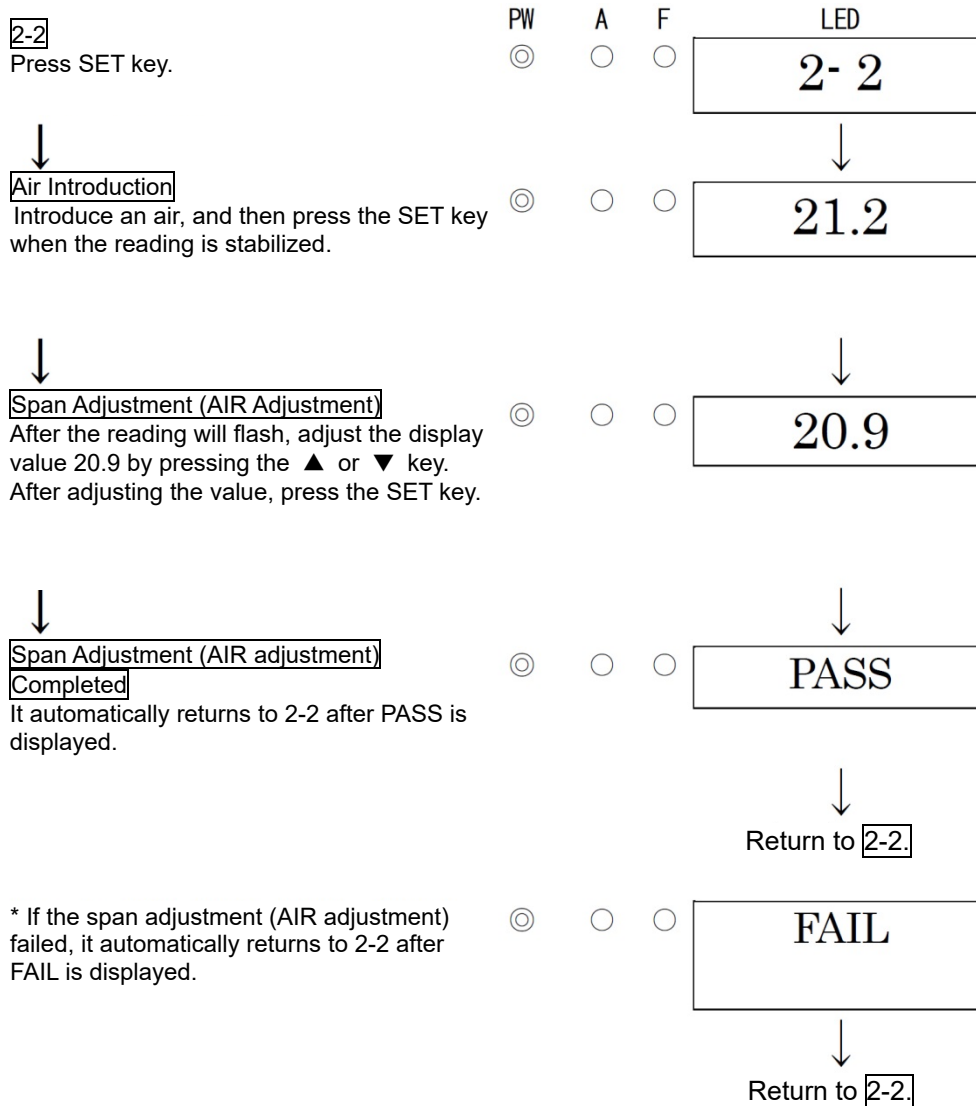 PW A F LED
2-2
Press SET key.
◎ ○ ○ 2- 2
↓ ↓
Air Introduction
Introduce an air, and then press the SET key
when the reading is stabilized.
◎ ○ ○ 21.2
↓ ↓
Span Adjustment (AIR Adjustment)
After the reading will flash, adjust the display
value 20.9 by pressing the ▲ or ▼ key.
After adjusting the value, press the SET key.
◎ ○ ○ 20.9
↓ ↓
Span Adjustment (AIR adjustment)
Completed
It automatically returns to 2-2 after PASS is
displayed.
◎ ○ ○ PASS
↓
Return to 2-2.
* If the span adjustment (AIR adjustment)
failed, it automatically returns to 2-2 after
FAIL is displayed.
◎ ○ ○ FAIL
↓
Return to 2-2.